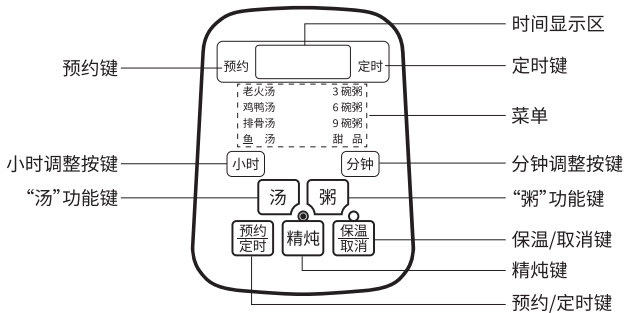 时间显示区
预约键
预约
定时
定时键
老火汤 3 碗粥
鸡鸭汤 6 碗粥
排骨汤 9 碗粥
鱼 汤 甜 品
菜单
小时调整按键
小时
分钟
分钟调整按键
“汤”功能键
汤
粥
“粥”功能键
预约
定时
精炖
保温
取消
保温/取消键
精炖键
预约/定时键